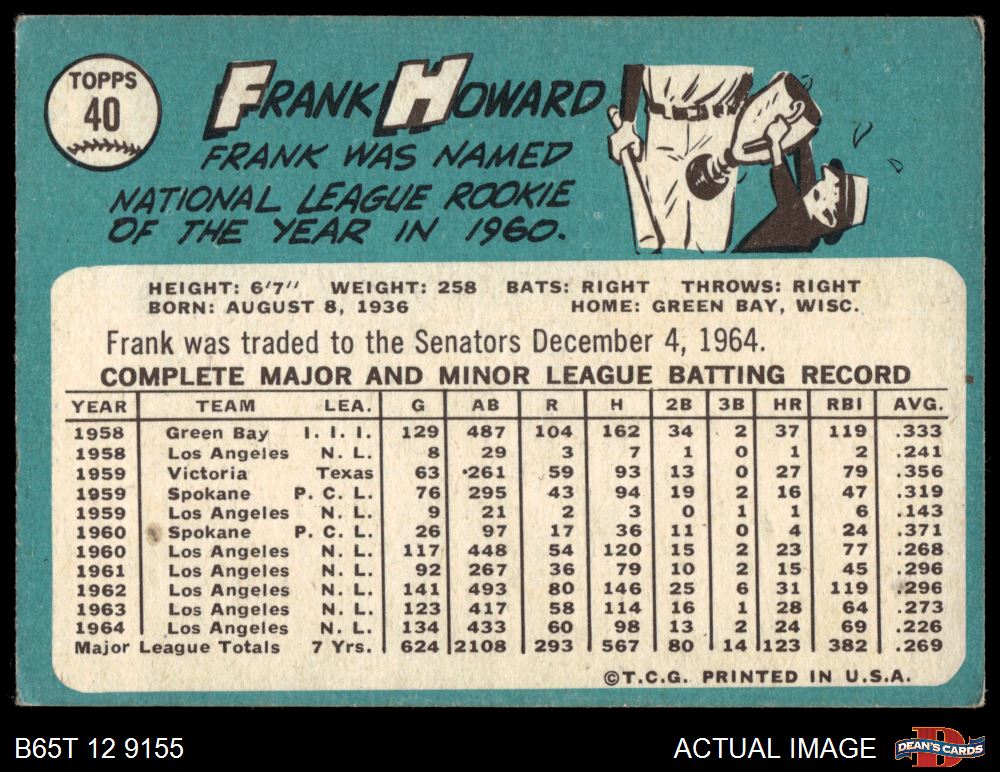 TOPPS
40
FRANK HOWARD
FRANK WAS NAMED
NATIONAL LEAGUE ROOKIE
OF THE YEAR IN 1960.
HEIGHT: 6'7" WEIGHT: 258 BATS: RIGHT THROWS: RIGHT
BORN: AUGUST 8, 1936 HOME: GREEN BAY, WISC.
Frank was traded to the Senators December 4, 1964.
COMPLETE MAJOR AND MINOR LEAGUE BATTING RECORD
YEAR TEAM LEA. G AB R H 2B 3B HR RBI AVG.
1958 Green Bay I. I. I. 129 487 104 162 34 2 37 119 .333
1958 Los Angeles N. L. 8 29 3 7 1 0 1 2 .241
1959 Victoria Texas 63 261 59 93 13 0 27 79 .356
1959 Spokane P. C. L. 76 295 43 94 19 2 16 47 .319
1959 Los Angeles N. L. 9 21 2 3 0 1 1 6 .143
1960 Spokane P. C. L. 26 97 17 36 11 0 4 24 .371
1960 Los Angeles N. L. 117 448 54 120 15 2 23 77 .268
1961 Los Angeles N. L. 92 267 36 79 10 2 15 45 .296
1962 Los Angeles N. L. 141 493 80 146 25 6 31 119 .296
1963 Los Angeles N. L. 123 417 58 114 16 1 28 64 .273
1964 Los Angeles N. L. 134 433 60 98 13 2 24 69 .226
Major League Totals 7 Yrs. 624 2108 293 567 80 14 123 382 .269
©T.C.G. PRINTED IN U.S.A.
B65T 12 9155 ACTUAL IMAGE
DEAN'S CARDS